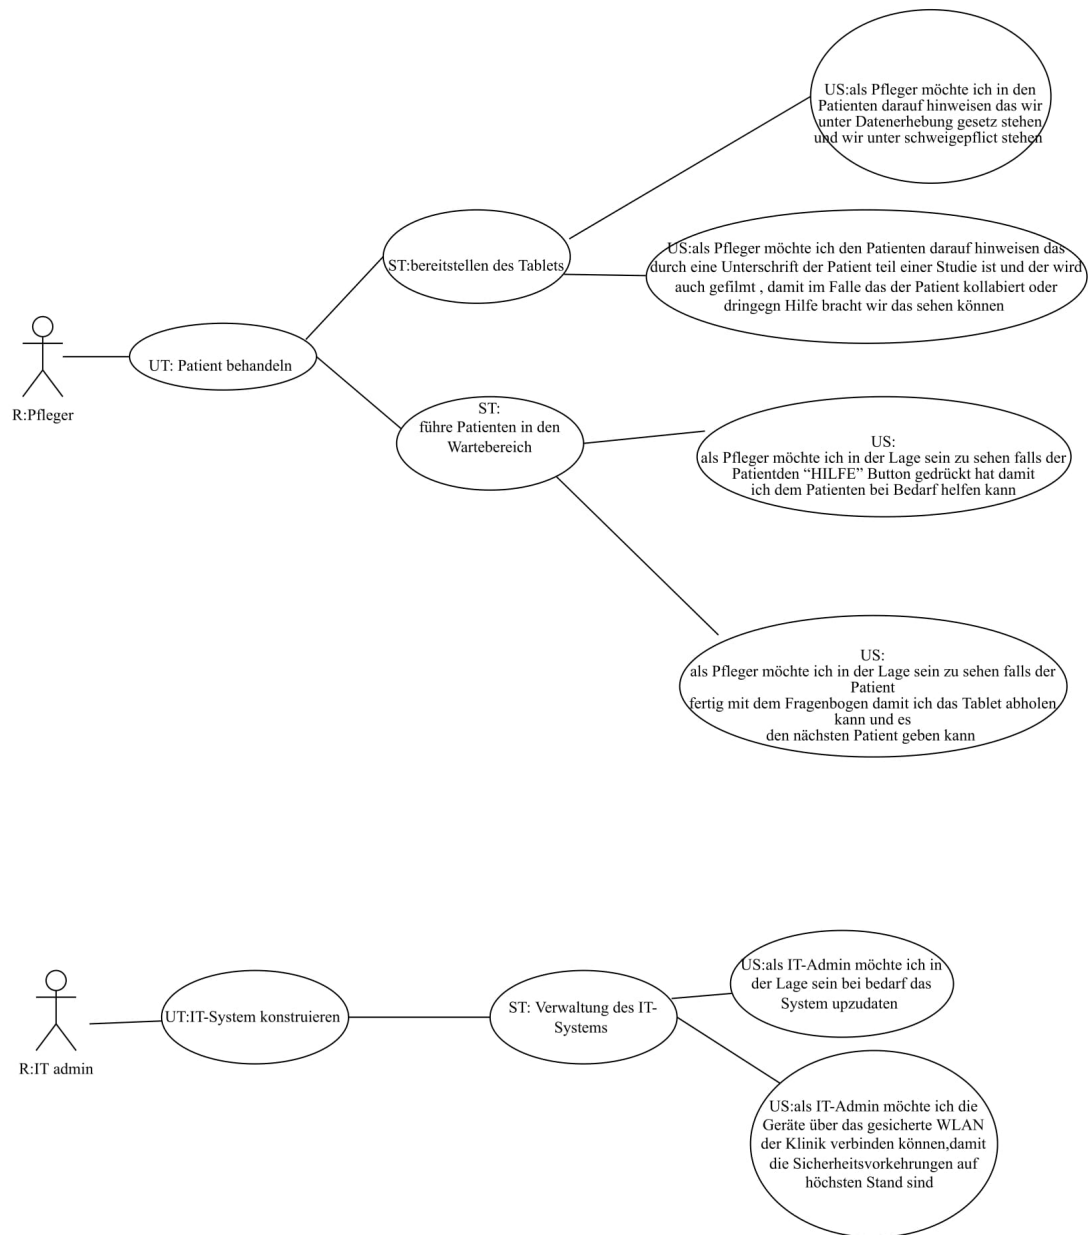 US:als Pfleger möchte ich in den
Patienten darauf hinweisen das wir
unter Datenerhebung gesetz stehen
und wir unter schweigepflict stehen
ST:bereitstellen des Tablets
US:als Pfleger möchte ich den Patienten darauf hinweisen das
durch eine Unterschrift der Patient teil einer Studie ist und der wird
auch gefilmt , damit im Falle das der Patient kollabiert oder
dringegn Hilfe bracht wir das sehen können
UT: Patient behandeln
R:Pfleger
ST:
führe Patienten in den
Wartebereich
US:
als Pfleger möchte ich in der Lage sein zu sehen falls der
Patientden “HILFE” Button gedrückt hat damit
ich dem Patienten bei Bedarf helfen kann
US:
als Pfleger möchte ich in der Lage sein zu sehen falls der
Patient
fertig mit dem Fragenbogen damit ich das Tablet abholen
kann und es
den nächsten Patient geben kann
R:IT admin
UT:IT-System konstruieren
ST: Verwaltung des IT-
Systems
US:als IT-Admin möchte ich in
der Lage sein bei bedarf das
System upzudaten
US:als IT-Admin möchte ich die
Geräte über das gesicherte WLAN
der Klinik verbinden können,damit
die Sicherheitsvorkehrungen auf
höchsten Stand sind